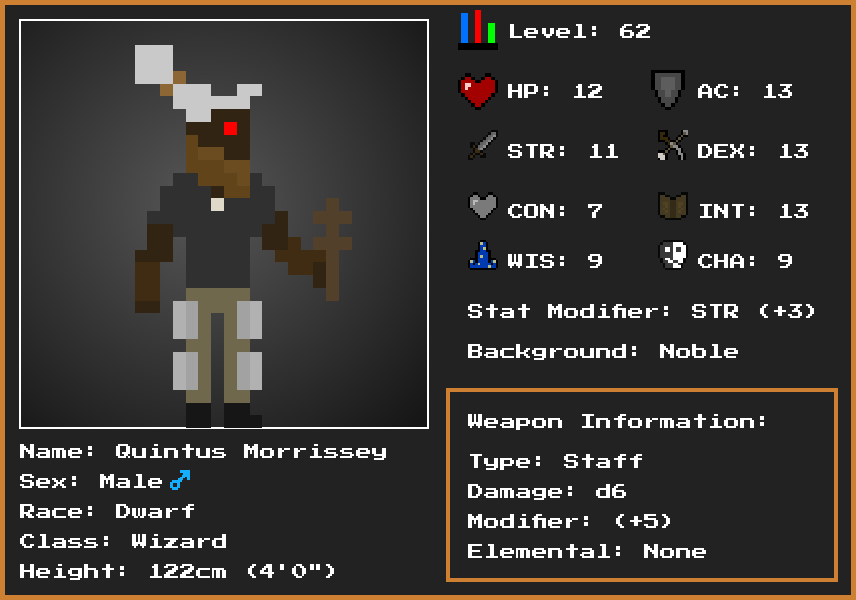 Level: 62
HP: 12
AC: 13
STR: 11
DEX: 13
CON: 7
INT: 13
WIS: 9
CHA: 9
Stat Modifier: STR (+3)
Background: Noble
Weapon Information:
Type: Staff
Damage: d6
Modifier: (+5)
Elemental: None
Name: Quintus Morrissey
Sex: Male♂
Race: Dwarf
Class: Wizard
Height: 122cm (4'0")